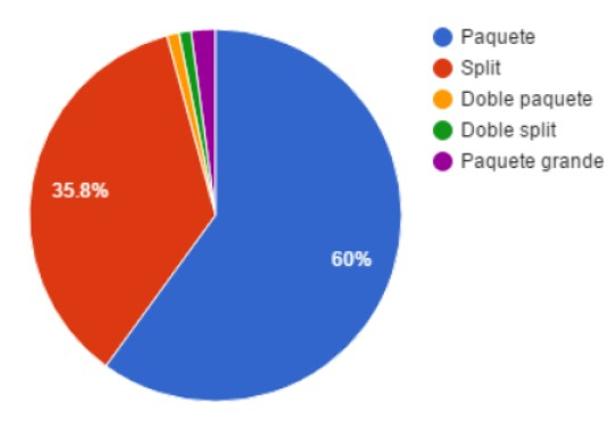 Paquete
Split
Doble paquete
Doble split
Paquete grande
35.8%
60%